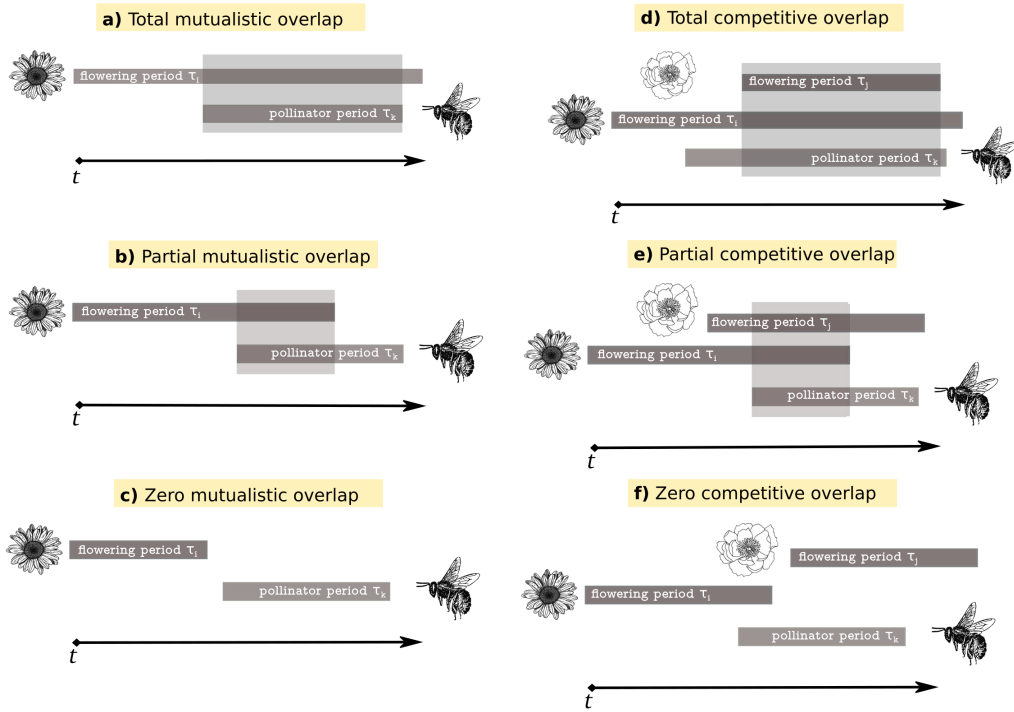 a) Total mutualistic overlap
flowering period τi
pollinator period τk
t
b) Partial mutualistic overlap
flowering period τi
pollinator period τk
t
c) Zero mutualistic overlap
flowering period τi
pollinator period τk
t
d) Total competitive overlap
flowering period τj
flowering period τi
pollinator period τk
t
e) Partial competitive overlap
flowering period τj
flowering period τi
pollinator period τk
t
f) Zero competitive overlap
flowering period τj
flowering period τi
pollinator period τk
t